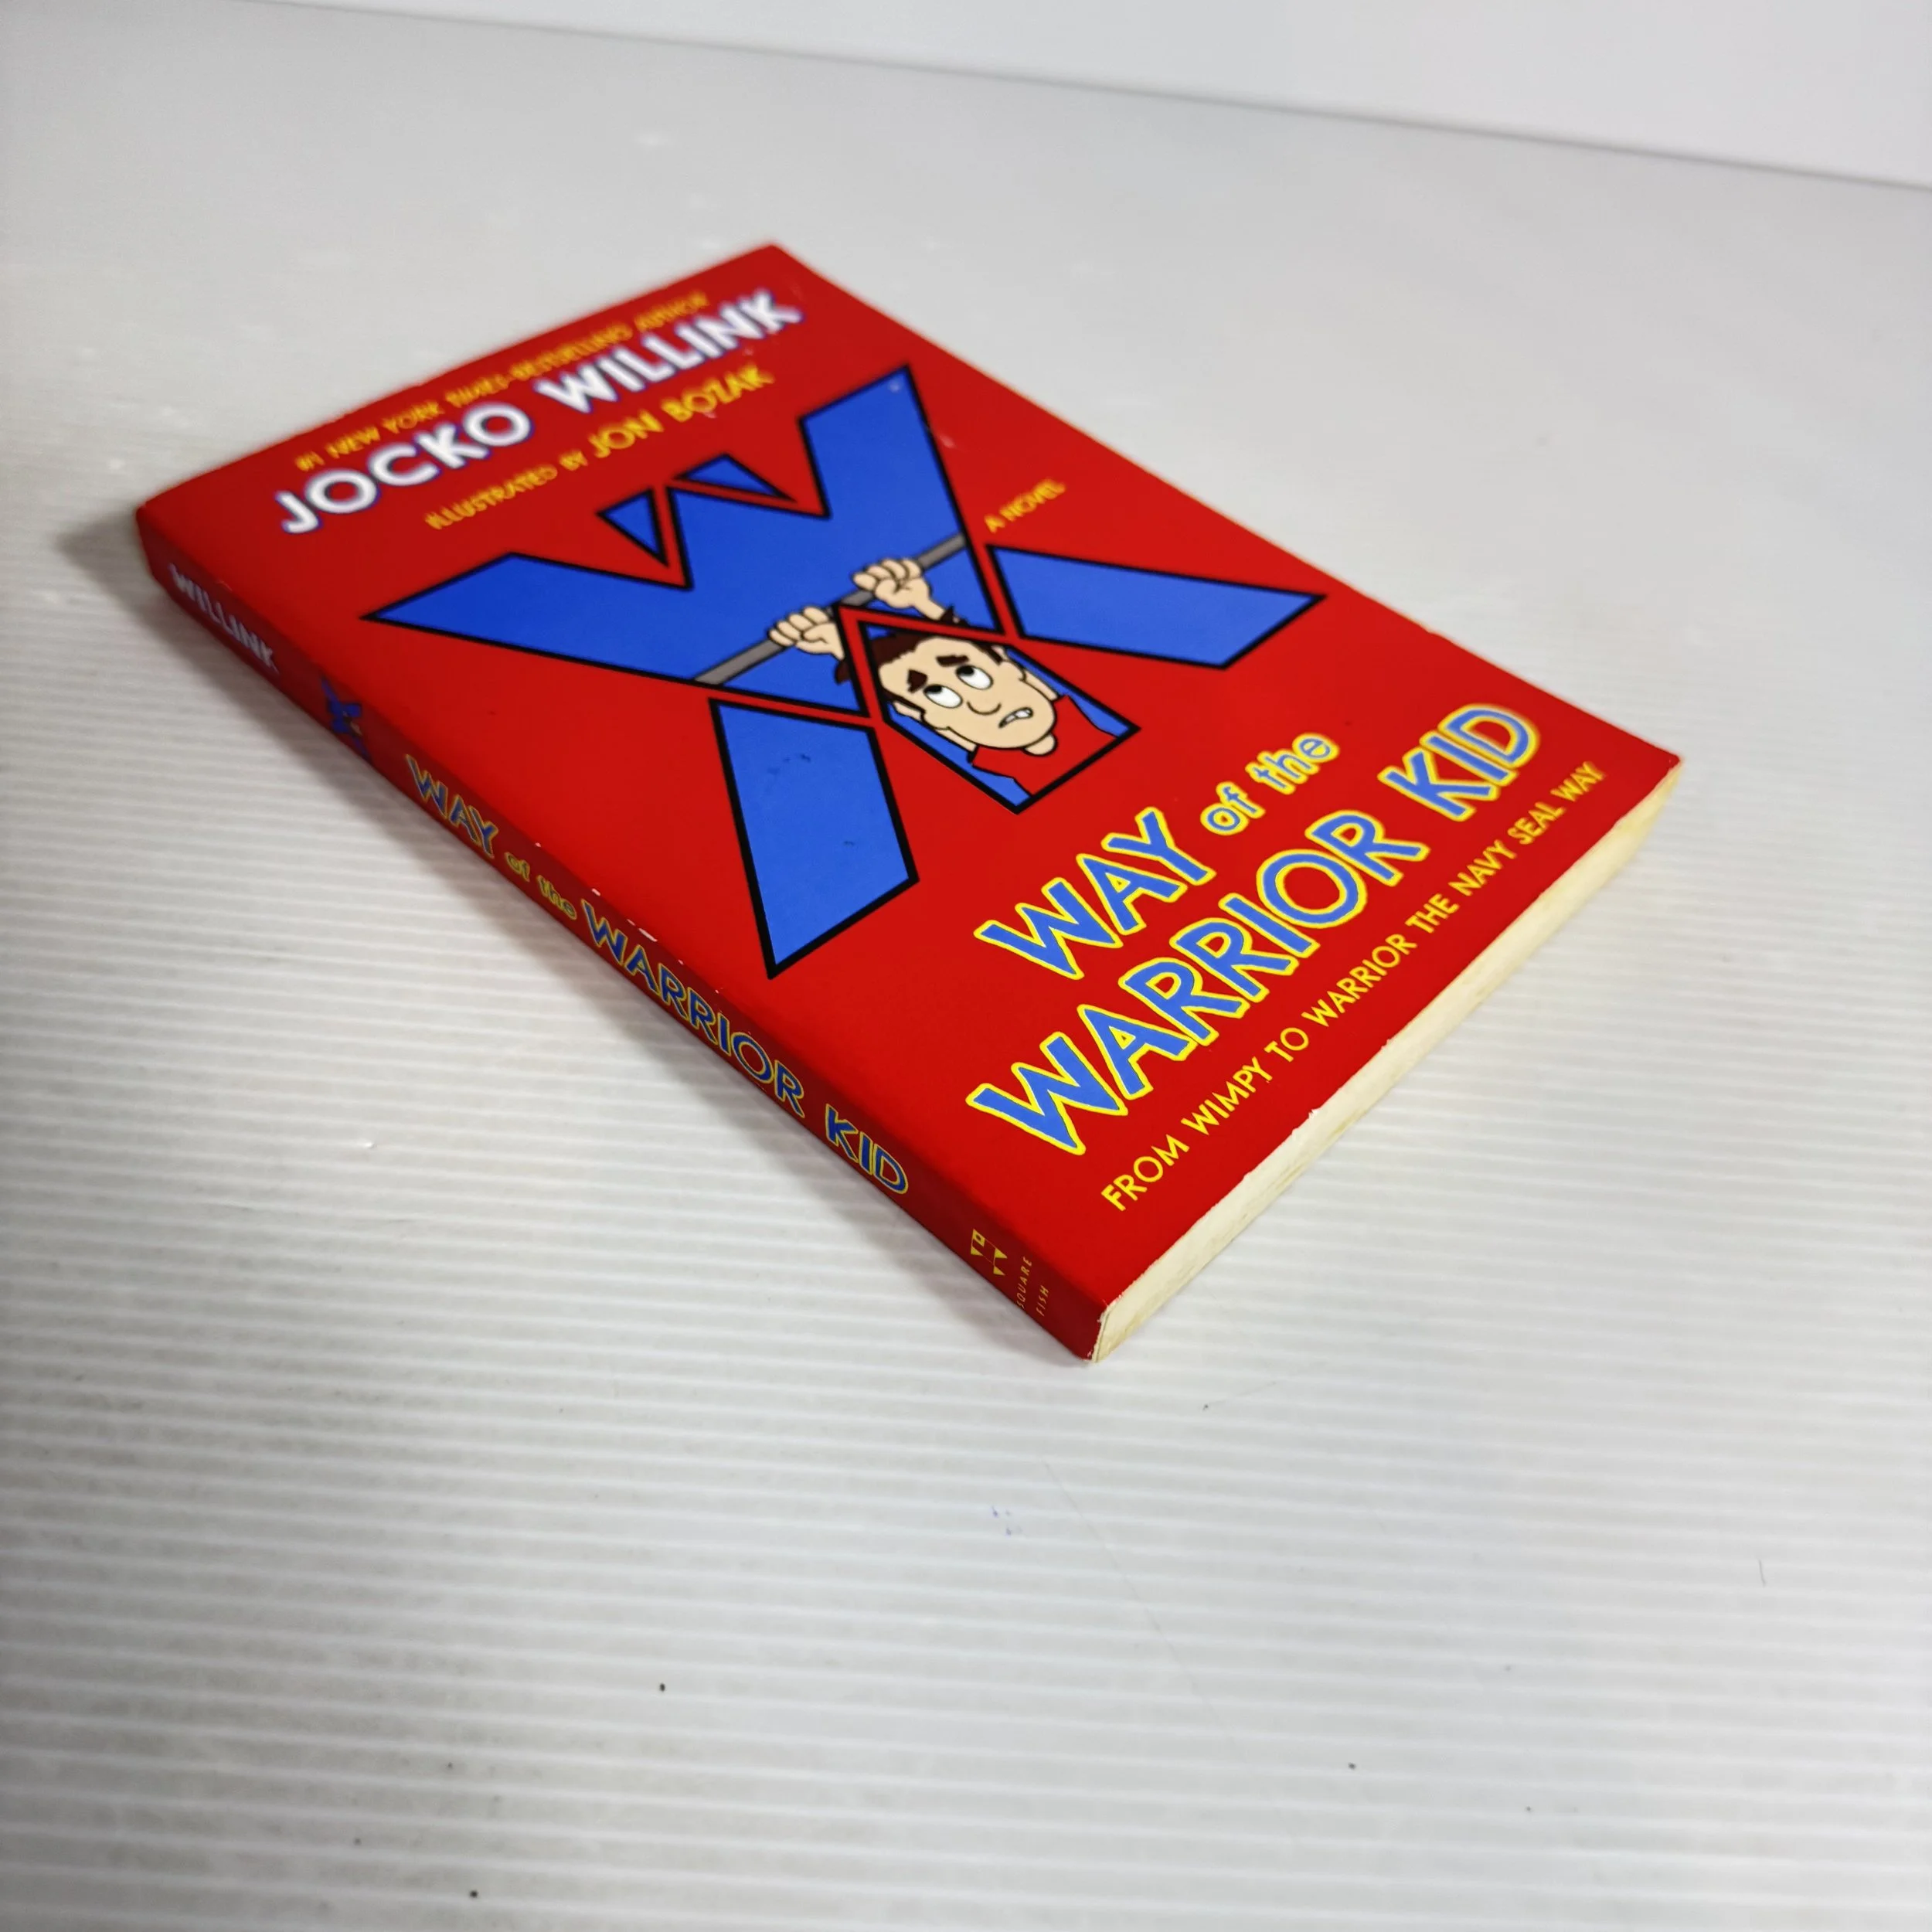 #1 NEW YORK TIMES-BESTSELLING AUTHOR
JOCKO WILLINK
ILLUSTRATED BY JON BOZAK
A NOVEL
WAY of the
WARRIOR KID
FROM WIMPY TO WARRIOR THE NAVY SEAL WAY
WILLINK
WAY of the WARRIOR KID
SQUARE
FISH